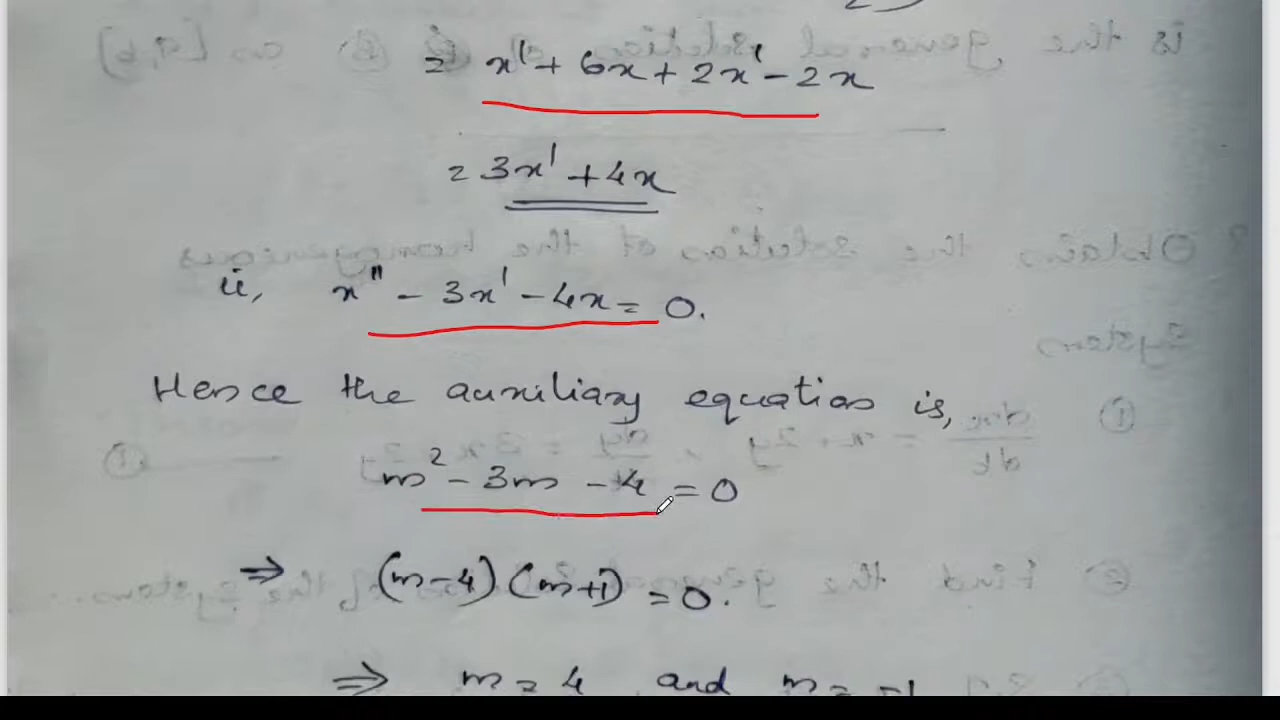 = x' + 6x + 2x' - 2x
= 3x' + 4x
ie, x'' - 3x' - 4x = 0.
Hence the auxiliary equation is,
m² - 3m - 4 = 0
⇒ (m-4) (m+1) = 0.
⇒ m = 4 and m = -1